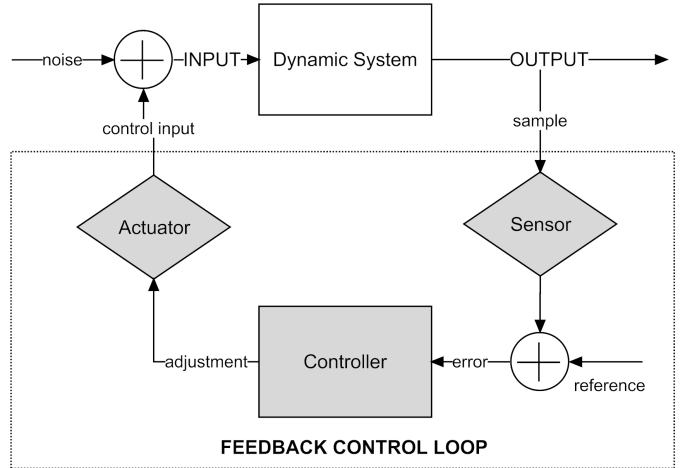 noise
INPUT
Dynamic System
OUTPUT
control input
sample
Actuator
Sensor
adjustment
Controller
error
reference
FEEDBACK CONTROL LOOP